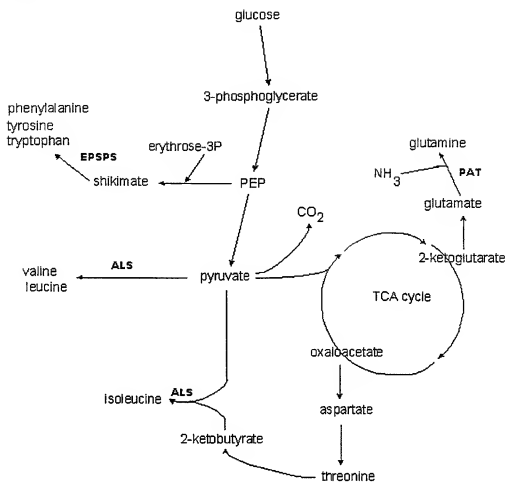 glucose
3-phosphoglycerate
phenylalanine
tyrosine
tryptophan
EPSPS
erythrose-3P
shikimate
PEP
glutamine
NH3
PAT
glutamate
CO2
2-ketoglutarate
valine
leucine
ALS
pyruvate
TCA cycle
oxaloacetate
isoleucine
ALS
aspartate
2-ketobutyrate
threonine